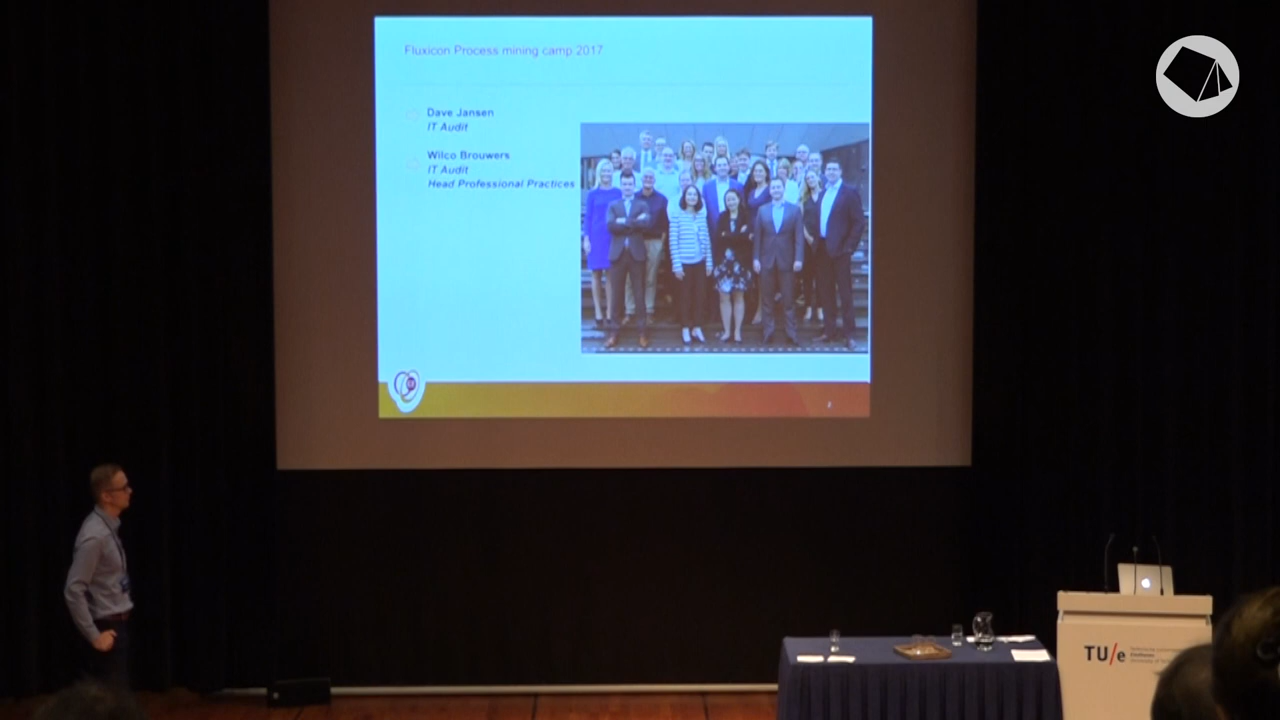 Fluxicon Process mining camp 2017
Dave Jansen
IT Audit
Wilco Brouwers
IT Audit
Head Professional Practices
TU/e